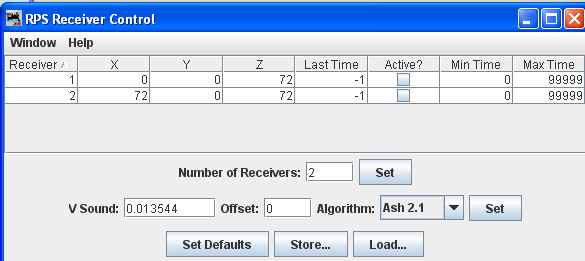 RPS Receiver Control
Window Help
Receiver X Y Z Last Time Active? Min Time Max Time
1 0 0 72 -1 0 99999
2 72 0 72 -1 0 99999
Number of Receivers: 2 Set
V Sound: 0.013544 Offset: 0 Algorithm: Ash 2.1 Set
Set Defaults Store... Load...